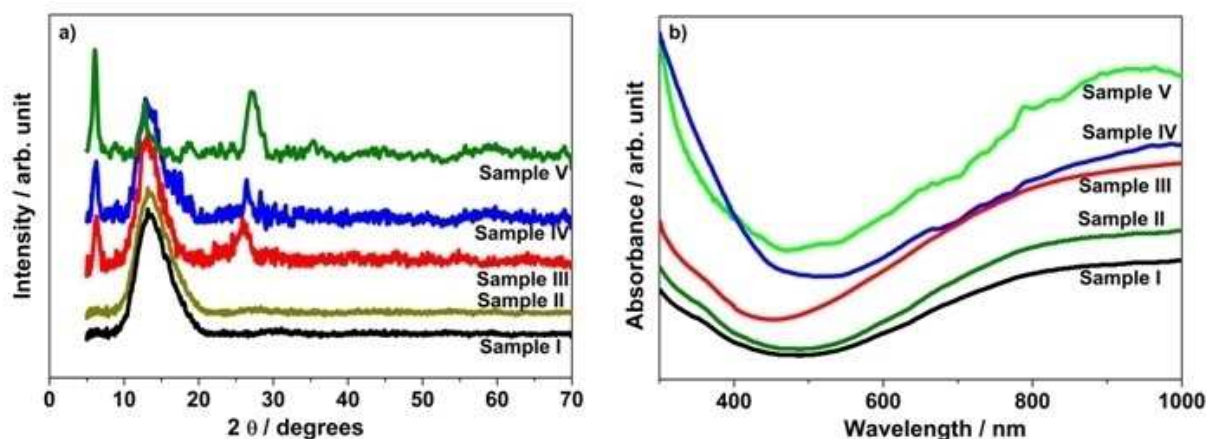 a)
Intensity / arb. unit
Sample V
Sample IV
Sample III
Sample II
Sample I
0 10 20 30 40 50 60 70
2 θ / degrees
b)
Absorbance / arb. unit
Sample V
Sample IV
Sample III
Sample II
Sample I
400 600 800 1000
Wavelength / nm